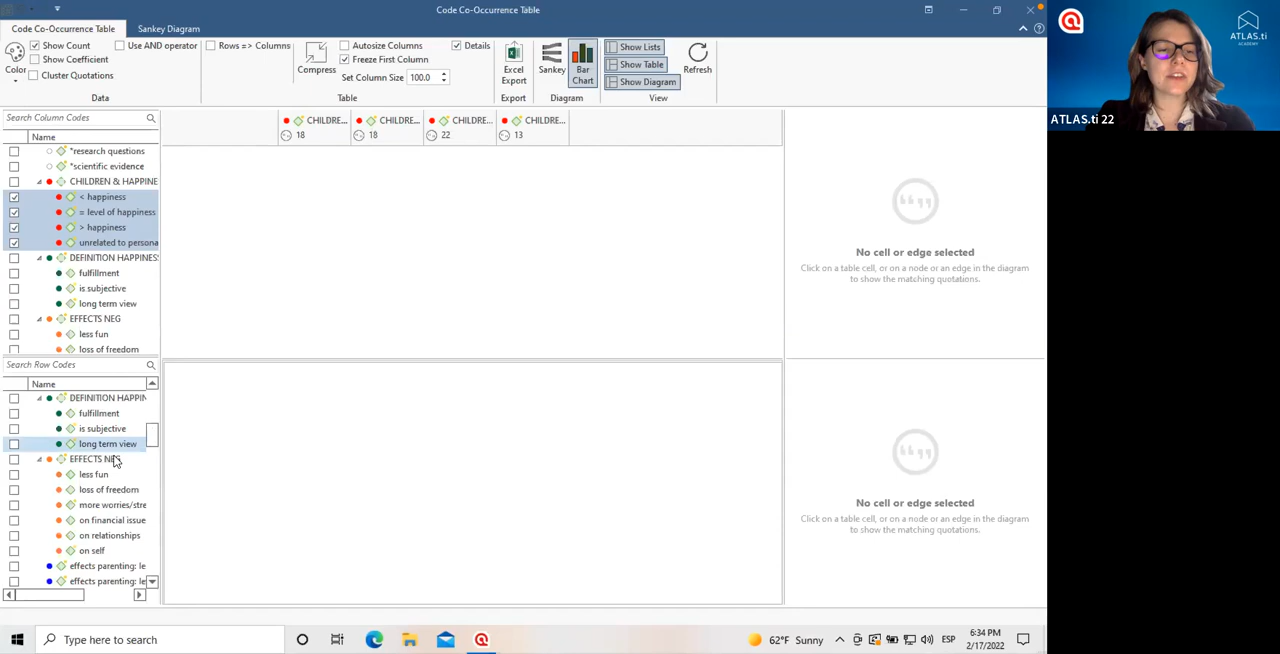 Code Co-Occurrence Table
Code Co-Occurrence Table
Sankey Diagram
Show Count
Use AND operator
Rows => Columns
Autosize Columns
Details
Show Lists
Show Coefficient
Freeze First Column
Show Table
Color
Cluster Quotations
Compress
Set Column Size 100.0
Excel Export
Sankey
Bar Chart
Show Diagram
Refresh
Data
Table
Export
Diagram
View
Search Column Codes
Name
*research questions
*scientific evidence
CHILDREN & HAPPINE
< happiness
= level of happiness
> happiness
unrelated to persona
DEFINITION HAPPINESS
fulfillment
is subjective
long term view
EFFECTS NEG
less fun
loss of freedom
Search Row Codes
Name
DEFINITION HAPPIN
fulfillment
is subjective
long term view
EFFECTS NEG
less fun
loss of freedom
more worries/stre
on financial issue
on relationships
on self
effects parenting: le
effects parenting: le
CHILDRE...
18
CHILDRE...
18
CHILDRE...
22
CHILDRE...
13
No cell or edge selected
Click on a table cell, or on a node or an edge in the diagram
to show the matching quotations.
No cell or edge selected
Click on a table cell, or on a node or an edge in the diagram
to show the matching quotations.
ATLAS.ti
ACADEMY
ATLAS.ti 22
Type here to search
62°F Sunny
ESP
6:34 PM
2/17/2022